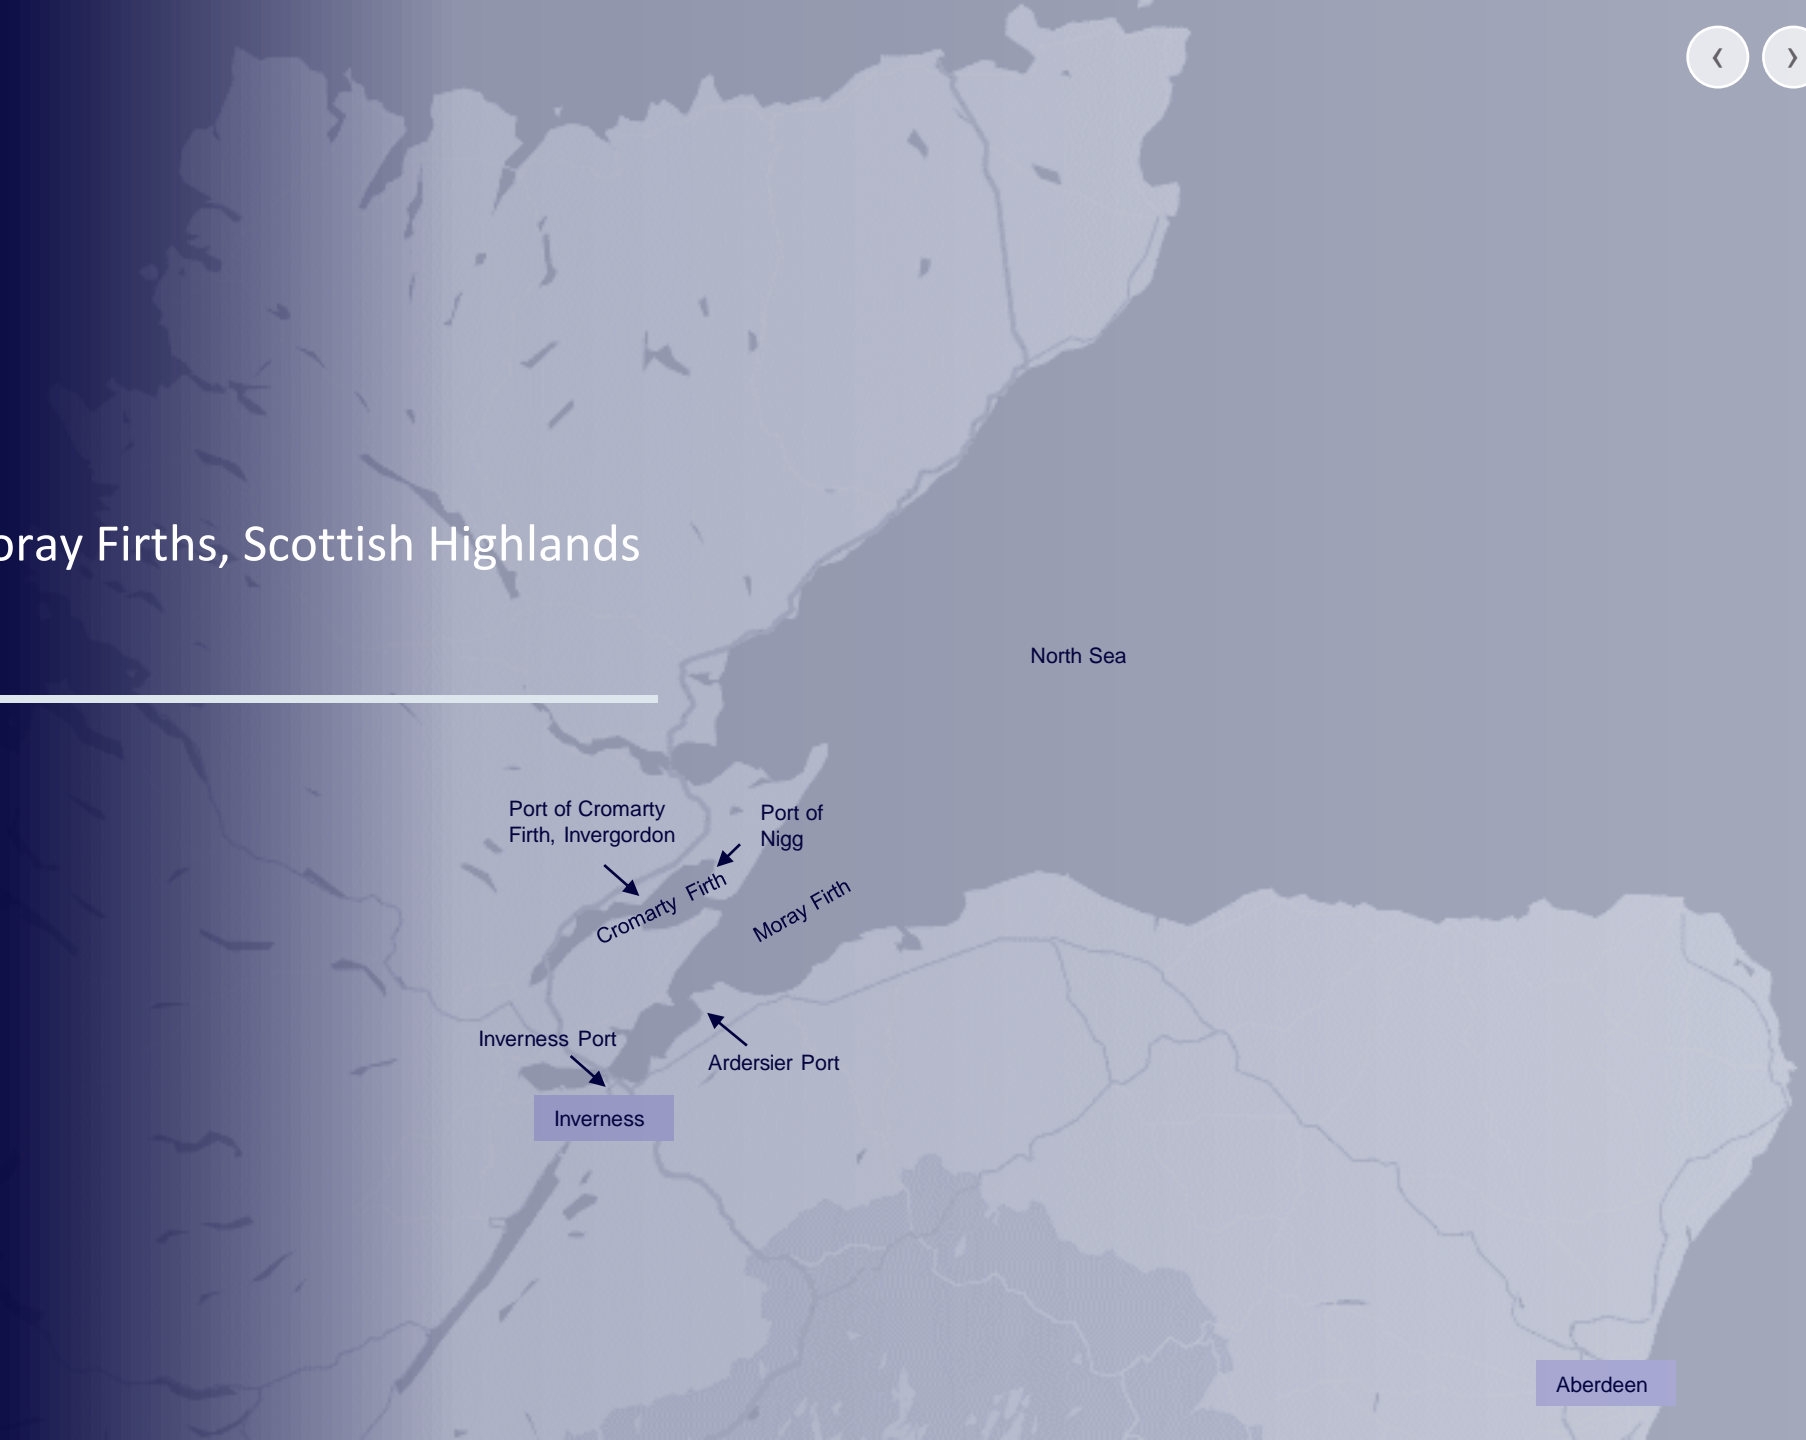 oray Firths, Scottish Highlands
North Sea
Port of Cromarty
Firth, Invergordon
Port of
Nigg
Cromarty Firth
Moray Firth
Inverness Port
Ardersier Port
Inverness
Aberdeen